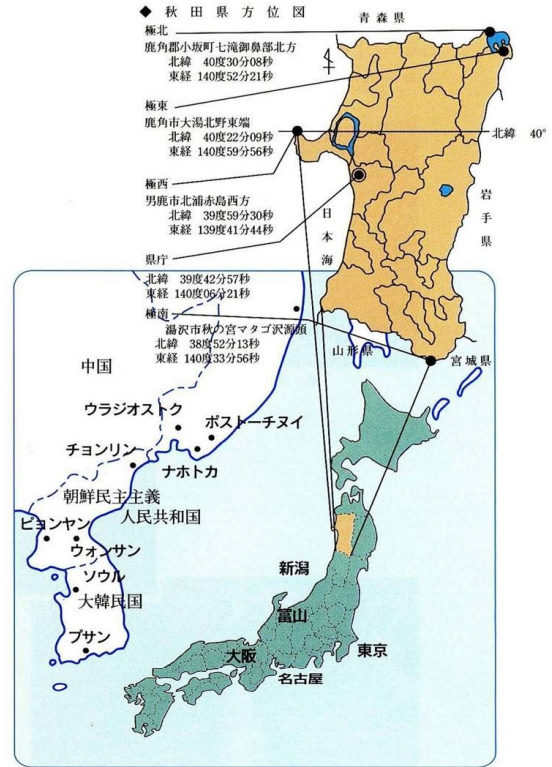 ◆ 秋田県方位図
青森県
極北
鹿角郡小坂町七滝御鼻部北方
北緯 40度30分08秒
東経 140度52分21秒
極東
鹿角市大湯北野東端
北緯 40度22分09秒
東経 140度59分56秒
北緯 40°
極西
男鹿市北浦赤島西方
北緯 39度59分30秒
東経 139度41分44秒
岩手県
日本海
県庁
北緯 39度42分57秒
東経 140度06分21秒
極南
湯沢市秋の宮マタゴ沢源頭
北緯 38度52分13秒
東経 140度33分56秒
山形県
宮城県
中国
ウラジオストク
ボストーチヌイ
チョンリン
ナホトカ
朝鮮民主主義
人民共和国
ピョンヤン
ウォンサン
ソウル
大韓民国
プサン
新潟
富山
大阪
東京
名古屋